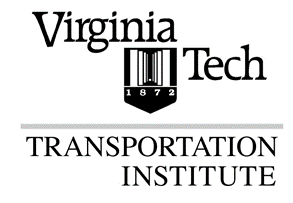 Virginia
Tech
1872
TRANSPORTATION
INSTITUTE